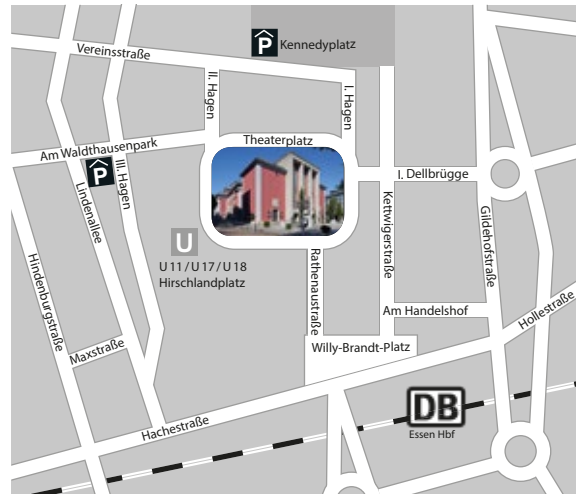 P
Kennedyplatz
Vereinsstraße
II. Hagen
I. Hagen
Theaterplatz
Am Waldthausenpark
P
III. Hagen
Lindenallee
I. Dellbrügge
Kettwigerstraße
Gildehofstraße
U
U 11 / U 17 / U 18
Hirschlandplatz
Hindenburgstraße
Rathenaustraße
Am Handelshof
Hollestraße
Willy-Brandt-Platz
Maxstraße
Hachestraße
DB
Essen Hbf